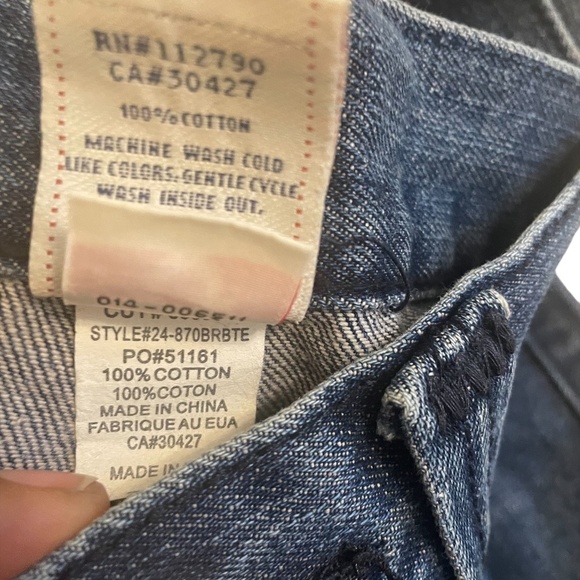 RN#112790
CA#30427
100% COTTON
MACHINE WASH COLD
LIKE COLORS. GENTLE CYCLE
WASH INSIDE OUT.
STYLE#24-870BRBTE
PO#51161
100% COTTON
100% COTON
MADE IN CHINA
FABRIQUE AU EUA
CA#30427
MADE IN